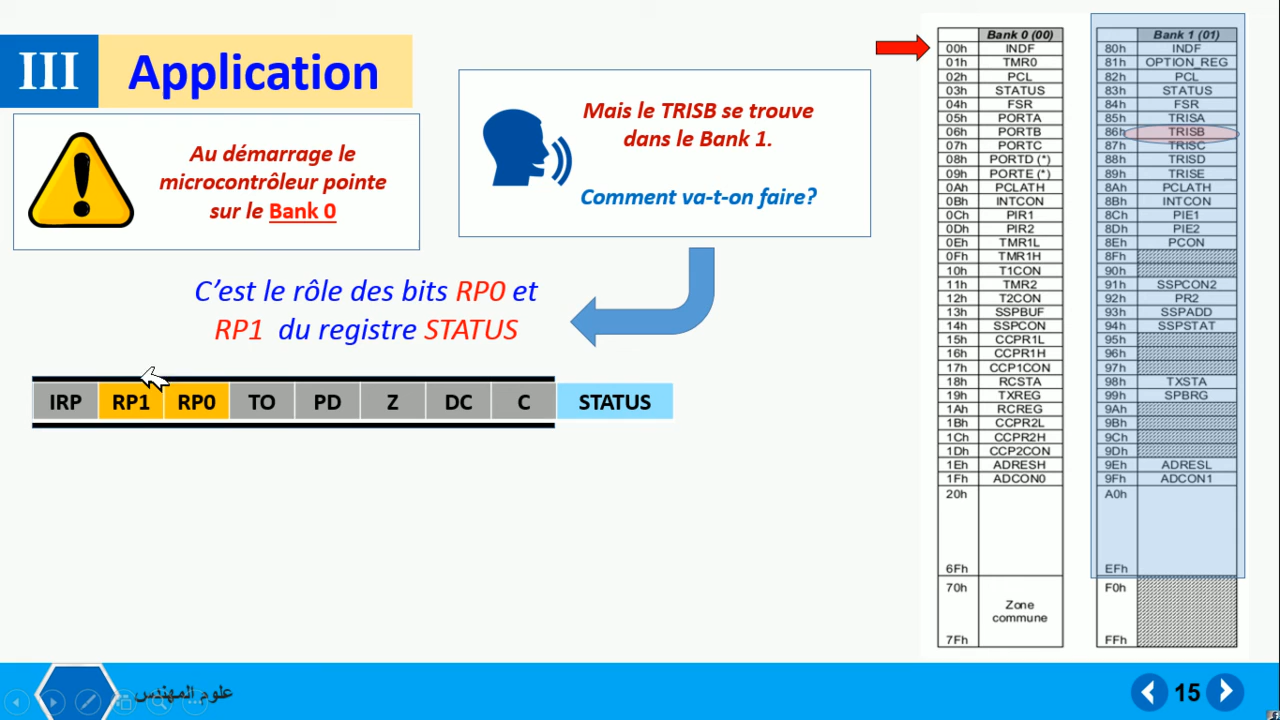 III
Application
Au démarrage le
microcontrôleur pointe
sur le Bank 0
Mais le TRISB se trouve
dans le Bank 1.
Comment va-t-on faire?
C’est le rôle des bits RP0 et
RP1 du registre STATUS
IRP RP1 RP0 TO PD Z DC C STATUS
Bank 0 (00)
00h INDF
01h TMR0
02h PCL
03h STATUS
04h FSR
05h PORTA
06h PORTB
07h PORTC
08h PORTD (*)
09h PORTE (*)
0Ah PCLATH
0Bh INTCON
0Ch PIR1
0Dh PIR2
0Eh TMR1L
0Fh TMR1H
10h T1CON
11h TMR2
12h T2CON
13h SSPBUF
14h SSPCON
15h CCPR1L
16h CCPR1H
17h CCP1CON
18h RCSTA
19h TXREG
1Ah RCREG
1Bh CCPR2L
1Ch CCPR2H
1Dh CCP2CON
1Eh ADRESH
1Fh ADCON0
20h
6Fh
70h
Zone
commune
7Fh
Bank 1 (01)
80h INDF
81h OPTION_REG
82h PCL
83h STATUS
84h FSR
85h TRISA
86h TRISB
87h TRISC
88h TRISD
89h TRISE
8Ah PCLATH
8Bh INTCON
8Ch PIE1
8Dh PIE2
8Eh PCON
8Fh
90h
91h SSPCON2
92h PR2
93h SSPADD
94h SSPSTAT
95h
96h
97h
98h TXSTA
99h SPBRG
9Ah
9Bh
9Ch
9Dh
9Eh ADRESL
9Fh ADCON1
A0h
EFh
F0h
FFh
علوم المهندس
15